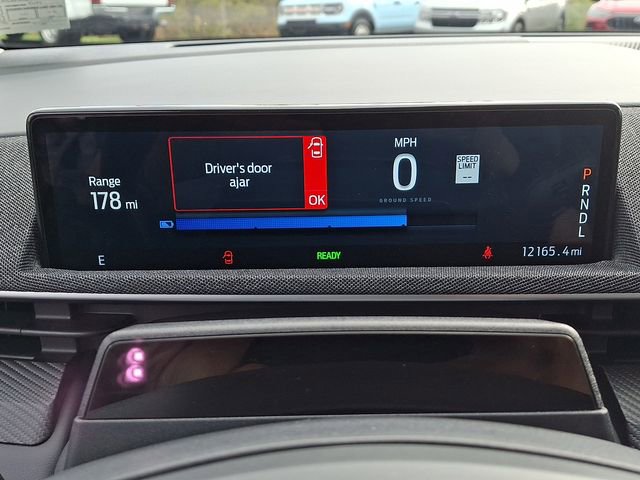 Driver's door
ajar
OK
MPH
0
GROUND SPEED
SPEED
LIMIT
--
Range
178 mi
P
R
N
D
L
E
READY
12165.4 mi